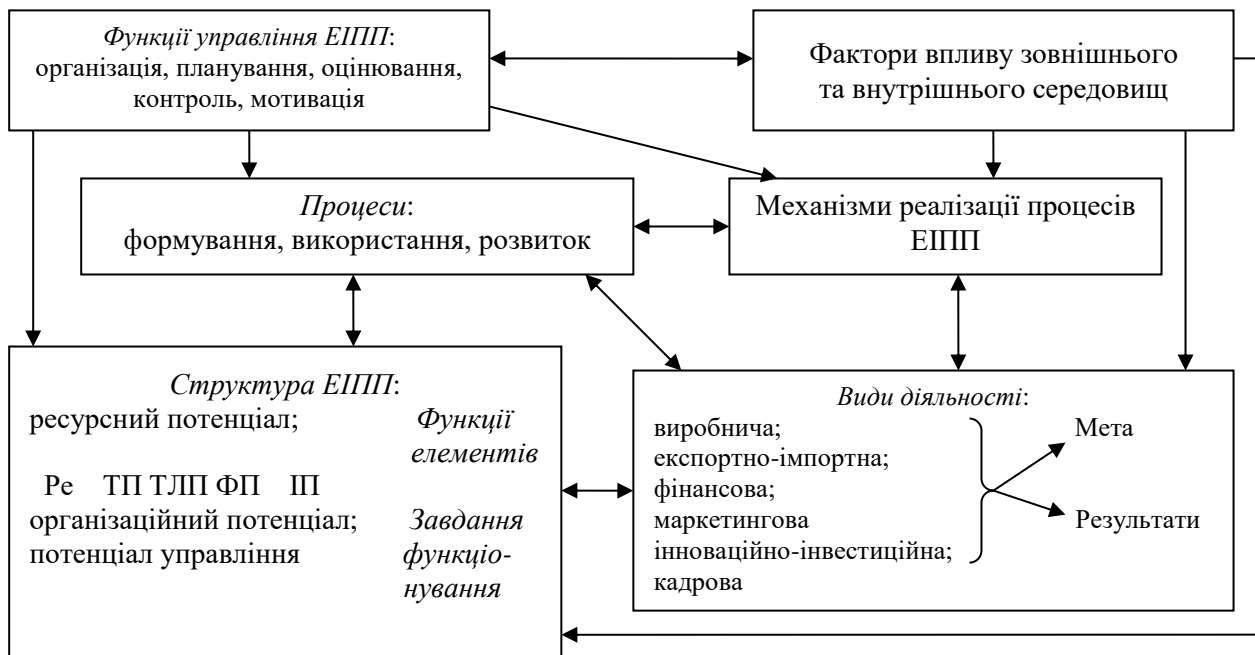 Функції управління ЕІПП:
організація, планування, оцінювання,
контроль, мотивація
Фактори впливу зовнішнього
та внутрішнього середовищ
Процеси:
формування, використання, розвиток
Механізми реалізації процесів
ЕІПП
Структура ЕІПП:
ресурсний потенціал;
Функції
елементів
Ре ТП ТЛП ФП ІП
організаційний потенціал;
потенціал управління
Завдання
функціо-
нування
Види діяльності:
виробнича;
експортно-імпортна;
фінансова;
маркетингова
інноваційно-інвестиційна;
кадрова
Мета
Результати